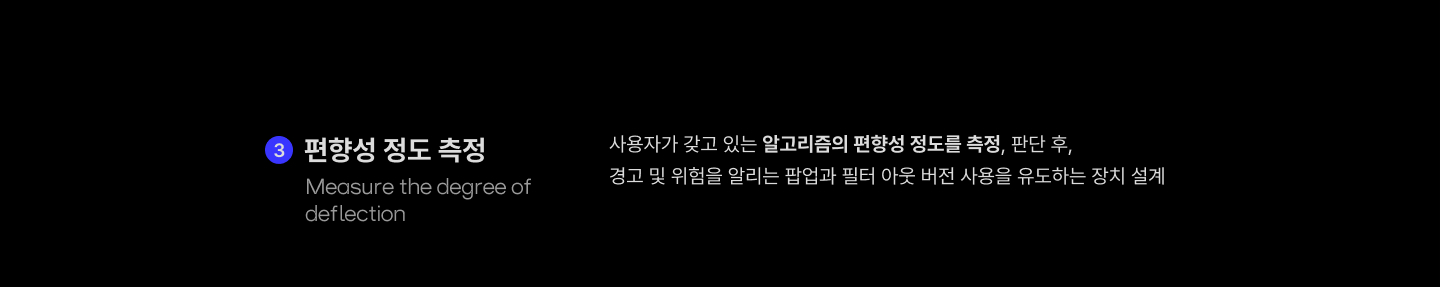 3 편향성 정도 측정
Measure the degree of
deflection
사용자가 갖고 있는 알고리즘의 편향성 정도를 측정, 판단 후,
경고 및 위험을 알리는 팝업과 필터 아웃 버전 사용을 유도하는 장치 설계